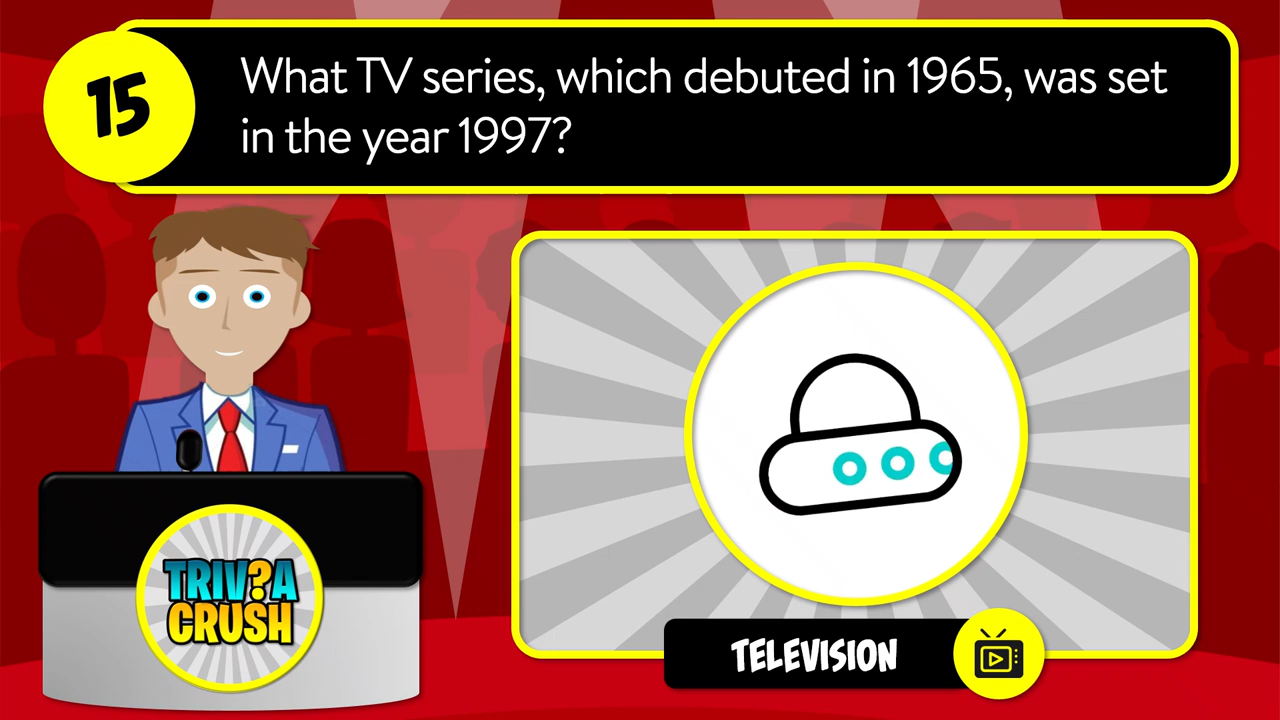 15
What TV series, which debuted in 1965, was set
in the year 1997?
TRIV?A
CRUSH
TELEVISION